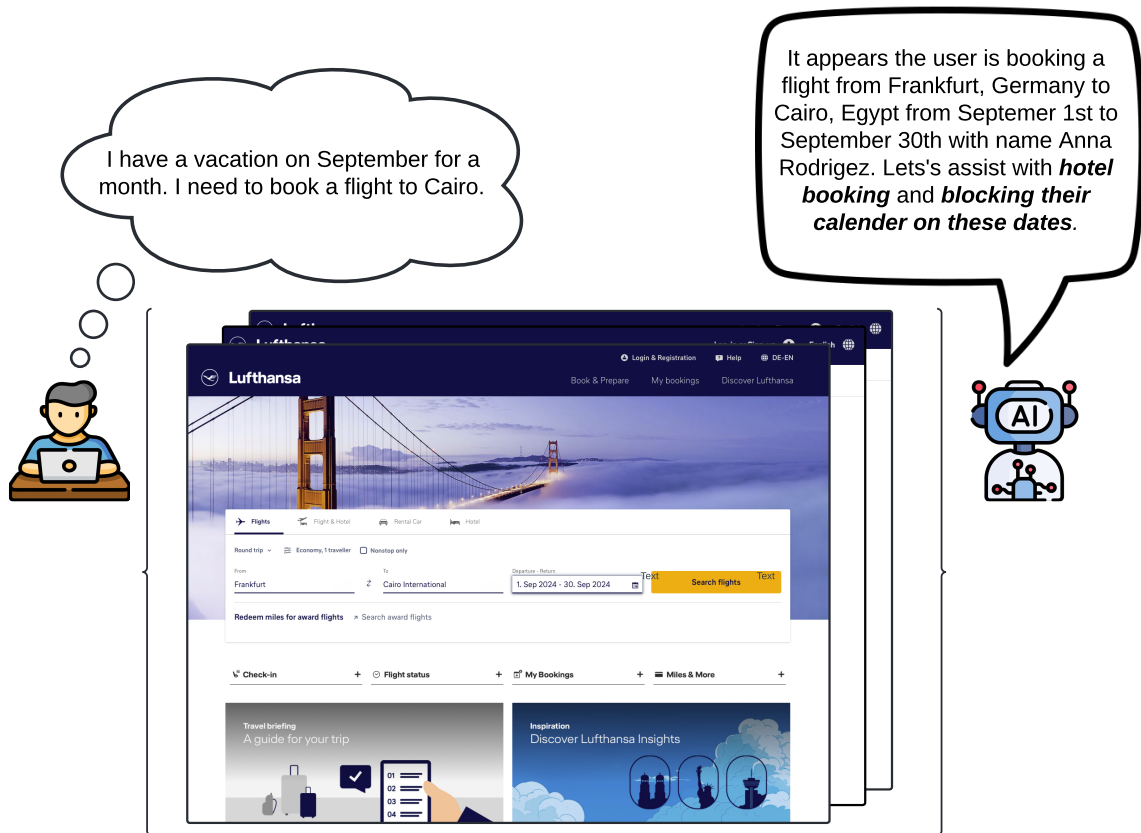 I have a vacation on September for a
month. I need to book a flight to Cairo.
It appears the user is booking a
flight from Frankfurt, Germany to
Cairo, Egypt from Septemer 1st to
September 30th with name Anna
Rodrigez. Lets's assist with hotel
booking and blocking their
calender on these dates.
Login & Registration Help DE-EN
Lufthansa
Book & Prepare My bookings Discover Lufthansa
Flights Flight & Hotel Rental Car Hotel
Round trip Economy, 1 traveller Nonstop only
From To Departure - Return
Frankfurt Cairo International 1. Sep 2024 - 30. Sep 2024 Text Search flights Text
Redeem miles for award flights Search award flights
Check-in + Flight status + My Bookings + Miles & More +
Travel briefing
A guide for your trip
Inspiration
Discover Lufthansa Insights
01
02
03
04
AI